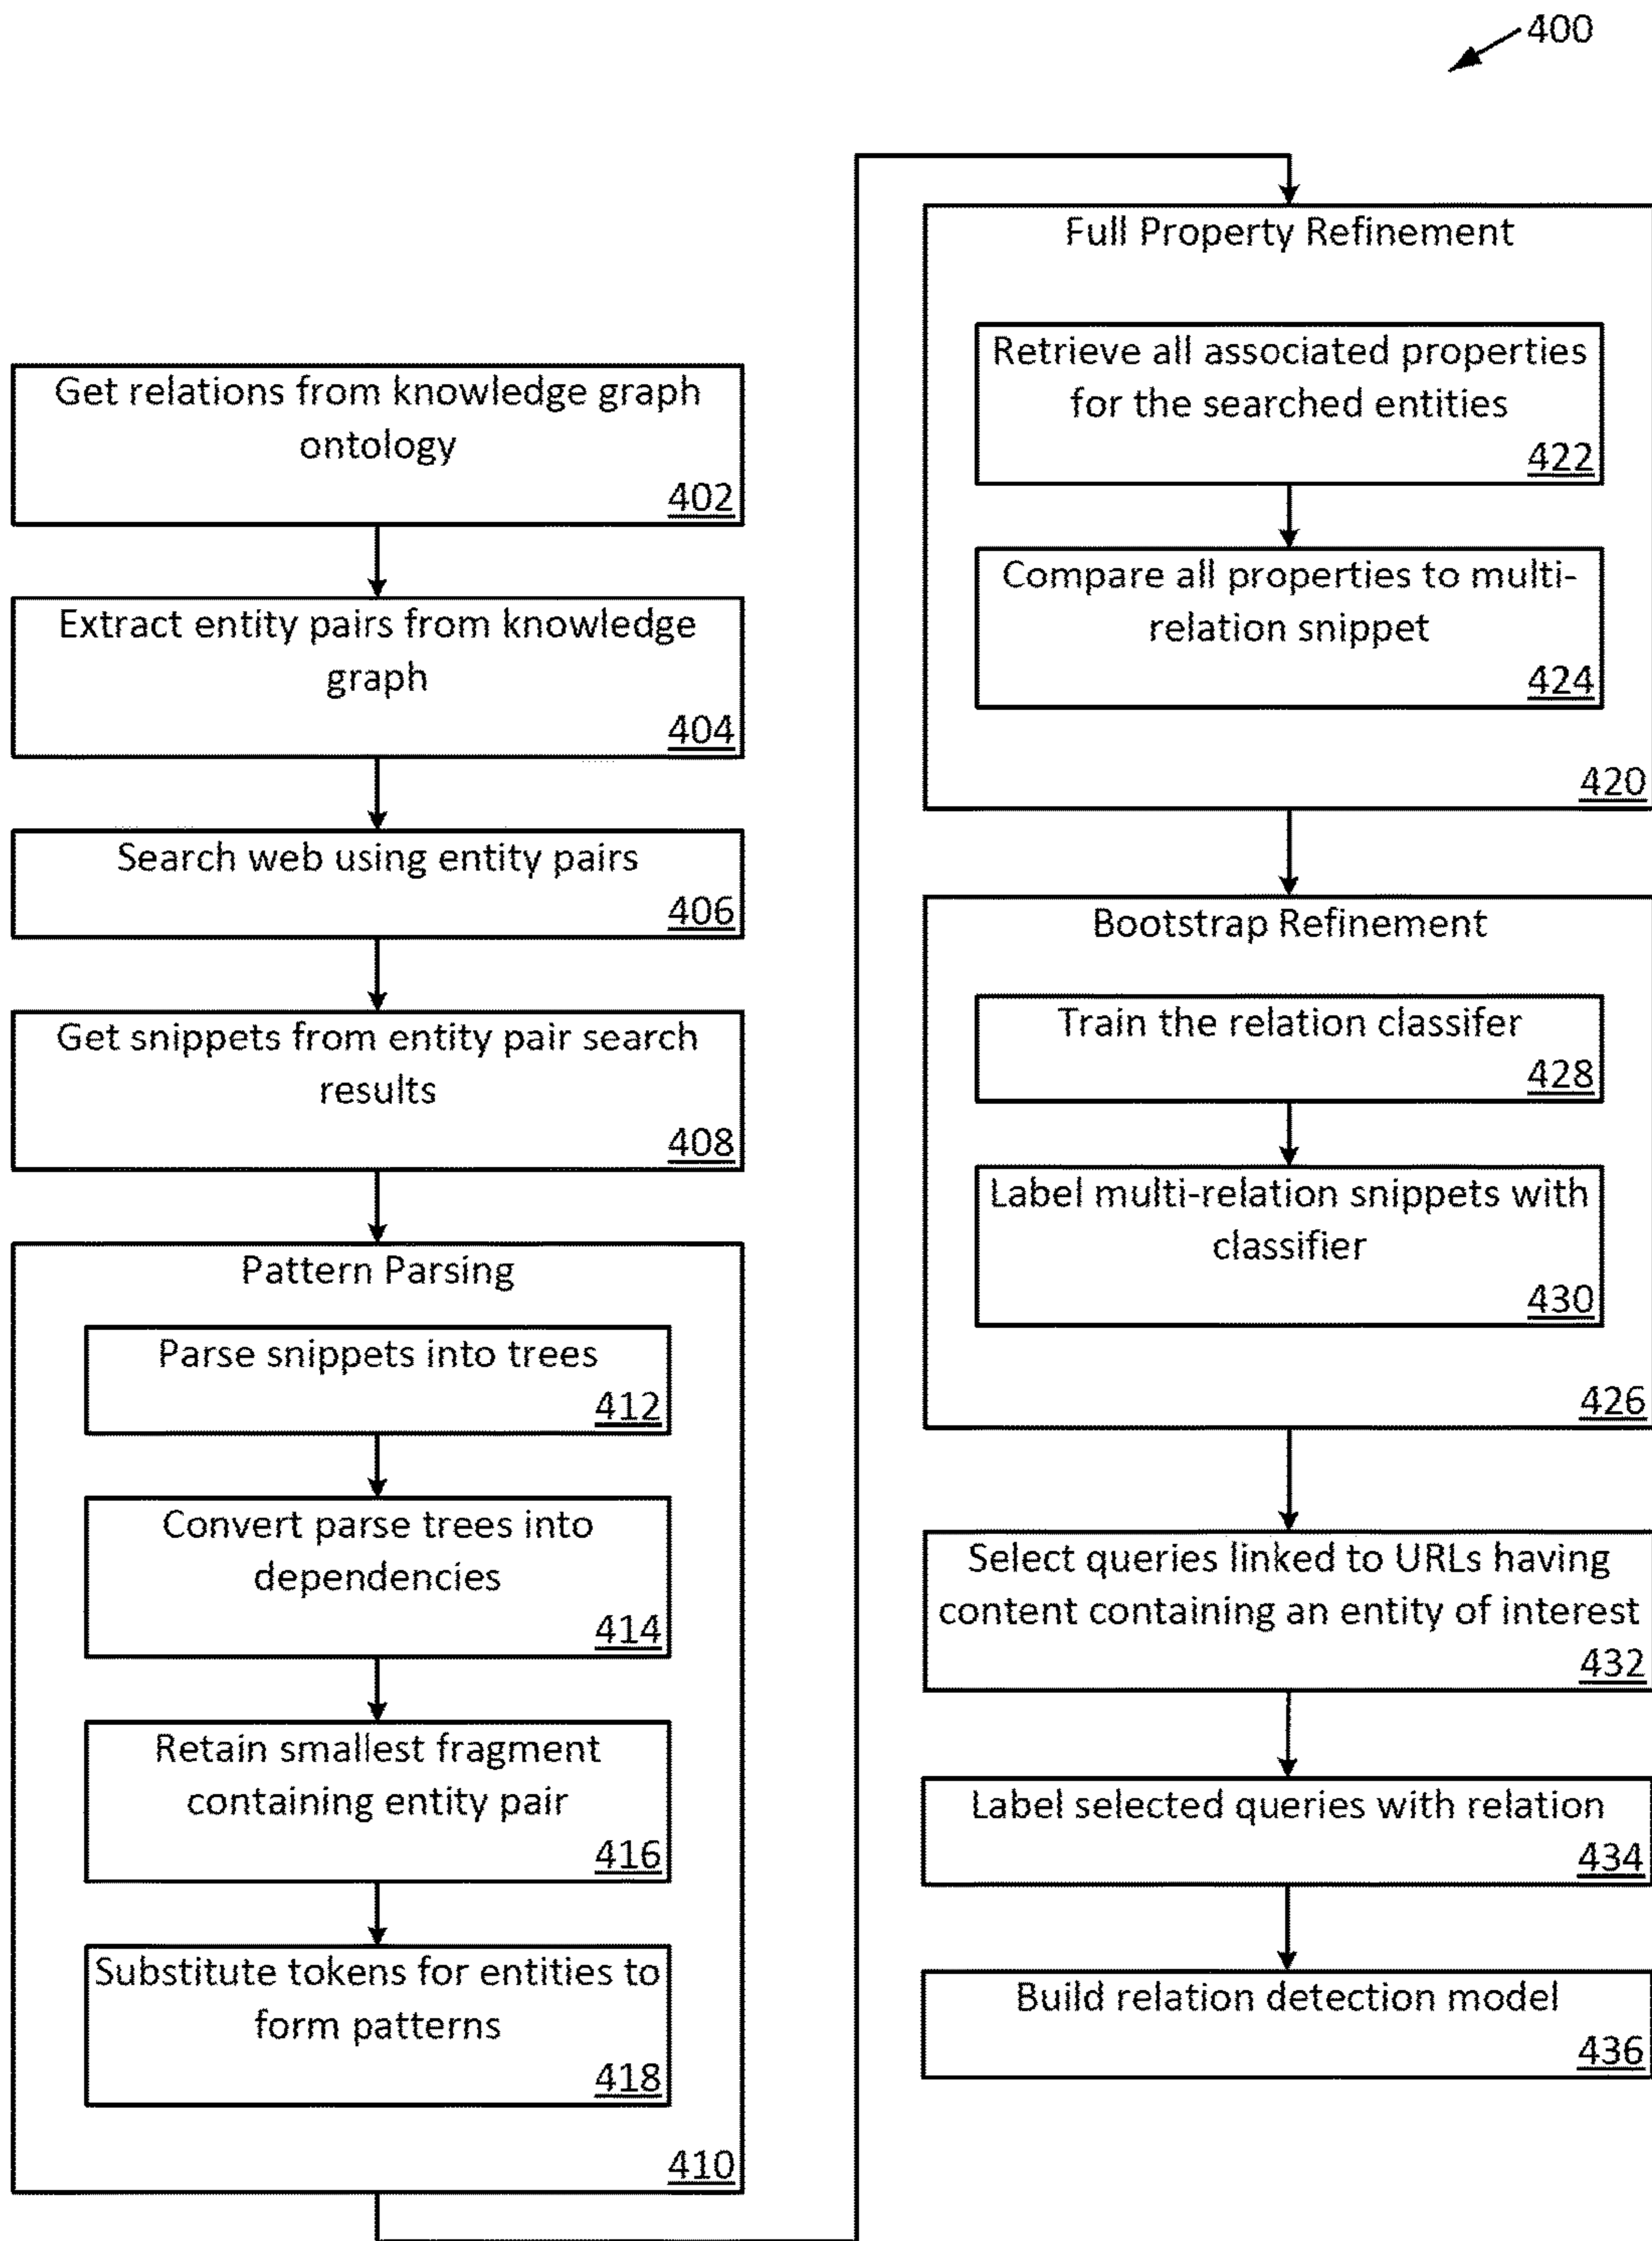 400
Get relations from knowledge graph
ontology
402
Extract entity pairs from knowledge
graph
404
Search web using entity pairs
406
Get snippets from entity pair search
results
408
Pattern Parsing
Parse snippets into trees
412
Convert parse trees into
dependencies
414
Retain smallest fragment
containing entity pair
416
Substitute tokens for entities to
form patterns
418
410
Full Property Refinement
Retrieve all associated properties
for the searched entities
422
Compare all properties to multi-
relation snippet
424
420
Bootstrap Refinement
Train the relation classifer
428
Label multi-relation snippets with
classifier
430
426
Select queries linked to URLs having
content containing an entity of interest
432
Label selected queries with relation
434
Build relation detection model
436